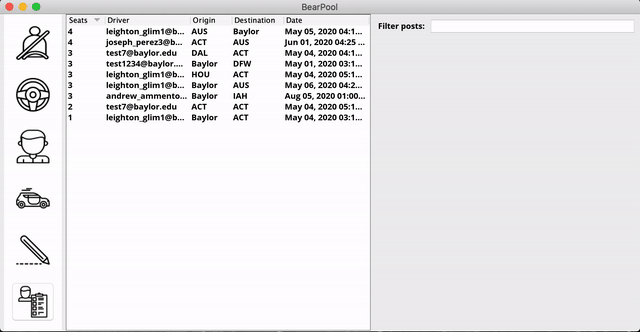 BearPool
Seats Driver Origin Destination Date
4 leighton_glim1@b... AUS Baylor May 05, 2020 04:1...
4 joseph_perez3@b... ACT AUS Jun 01, 2020 04:25 ...
3 test7@baylor.edu DAL ACT May 04, 2020 04:1...
3 test1234@baylor.... Baylor DFW May 01, 2020 03:1...
3 leighton_glim1@b... HOU ACT May 04, 2020 05:1...
3 leighton_glim1@b... Baylor AUS May 06, 2020 04:2...
3 andrew_ammento... Baylor IAH Aug 05, 2020 01:00...
2 test7@baylor.edu ACT ACT May 04, 2020 05:1...
1 leighton_glim1@b... Baylor ACT May 04, 2020 03:1...
Filter posts: